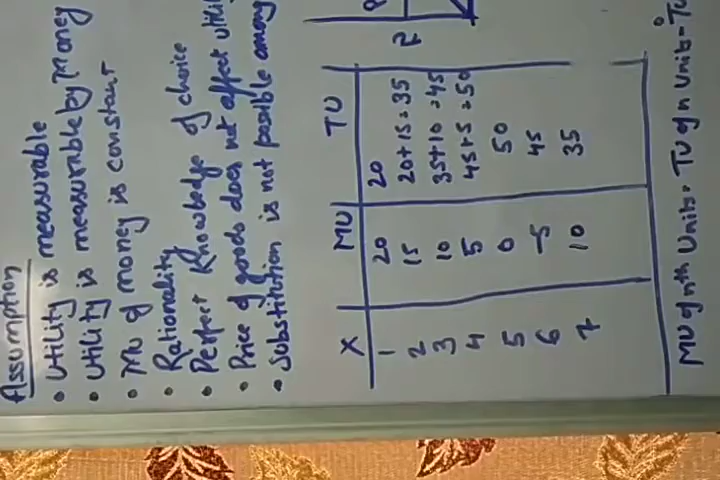 Assumption
• Utility is measurable
• Utility is measurable by Money
• MU of money is constant
• Rationality
• Perfect Knowledge of choice
• Price of goods does not affect utili
• Substitution is not possible among
P
X MU TU
1 20 20
2 15 20+15=35
3 10 35+10=45
4 5 45+5=50
5 0 50
6 -5 45
7 10 35
MU of nth Units = TU of n Units - TU